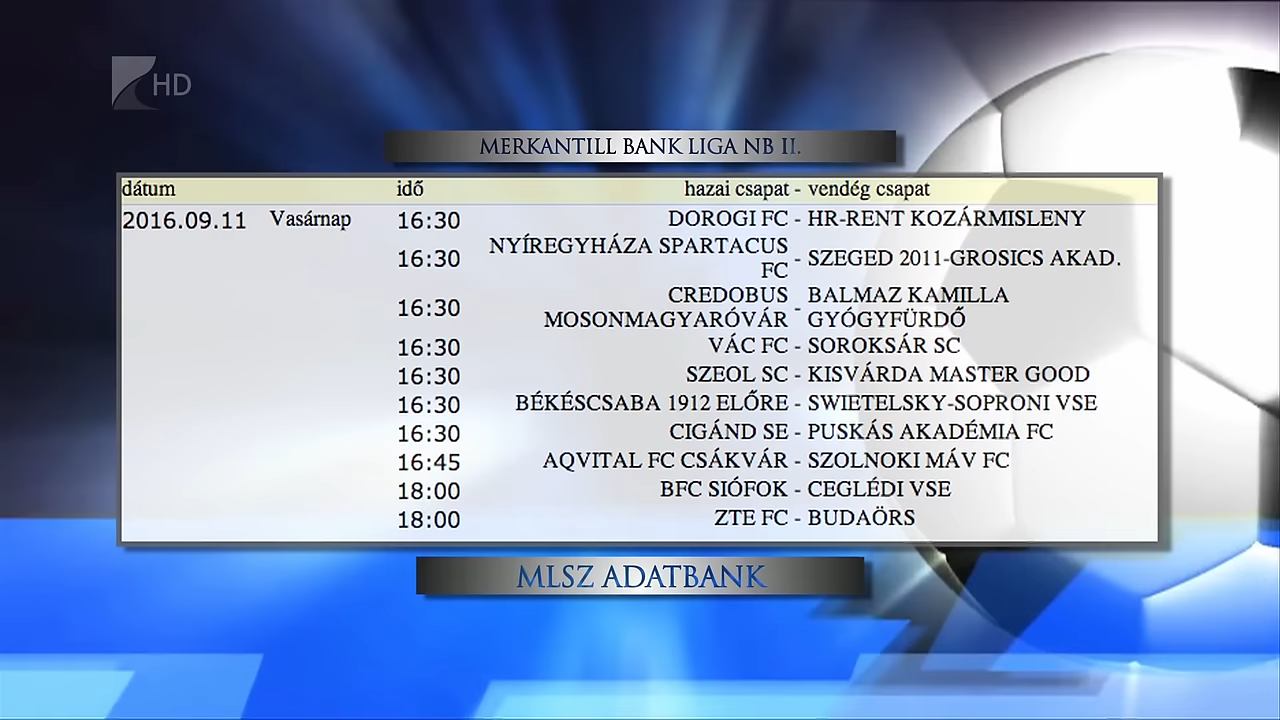 HD
MERKANTILL BANK LIGA NB II.
dátum idő hazai csapat - vendég csapat
2016.09.11 Vasárnap 16:30 DOROGI FC - HR-RENT KOZÁRMISLENY
16:30 NYÍREGYHÁZA SPARTACUS FC - SZEGED 2011-GROSICS AKAD.
16:30 CREDOBUS MOSONMAGYARÓVÁR - BALMAZ KAMILLA GYÓGYFÜRDŐ
16:30 VÁC FC - SOROKSÁR SC
16:30 SZEOL SC - KISVÁRDA MASTER GOOD
16:30 BÉKÉSCSABA 1912 ELŐRE - SWIETELSKY-SOPRONI VSE
16:30 CIGÁND SE - PUSKÁS AKADÉMIA FC
16:45 AQVITAL FC CSÁKVÁR - SZOLNOKI MÁV FC
18:00 BFC SIÓFOK - CEGLÉDI VSE
18:00 ZTE FC - BUDAÖRS
MLSZ ADATBANK